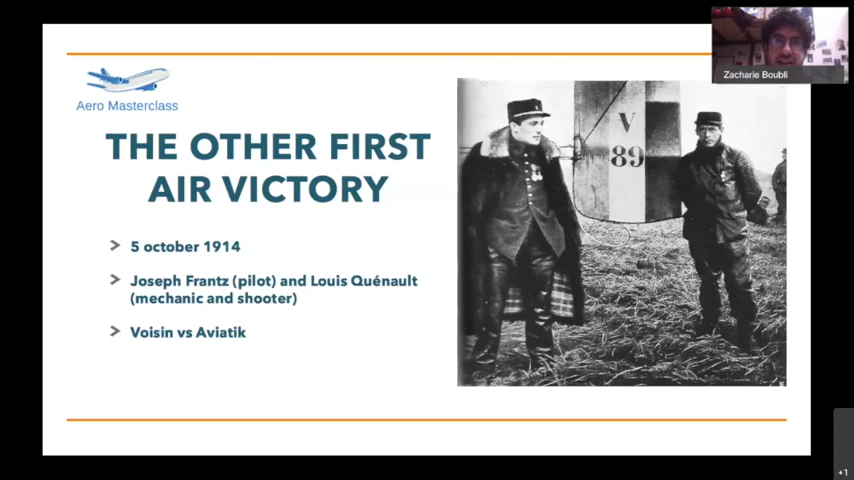 Zacharie Boubli
Aero Masterclass
THE OTHER FIRST
AIR VICTORY
5 october 1914
Joseph Frantz (pilot) and Louis Quénault
(mechanic and shooter)
Voisin vs Aviatik
V
89
+1